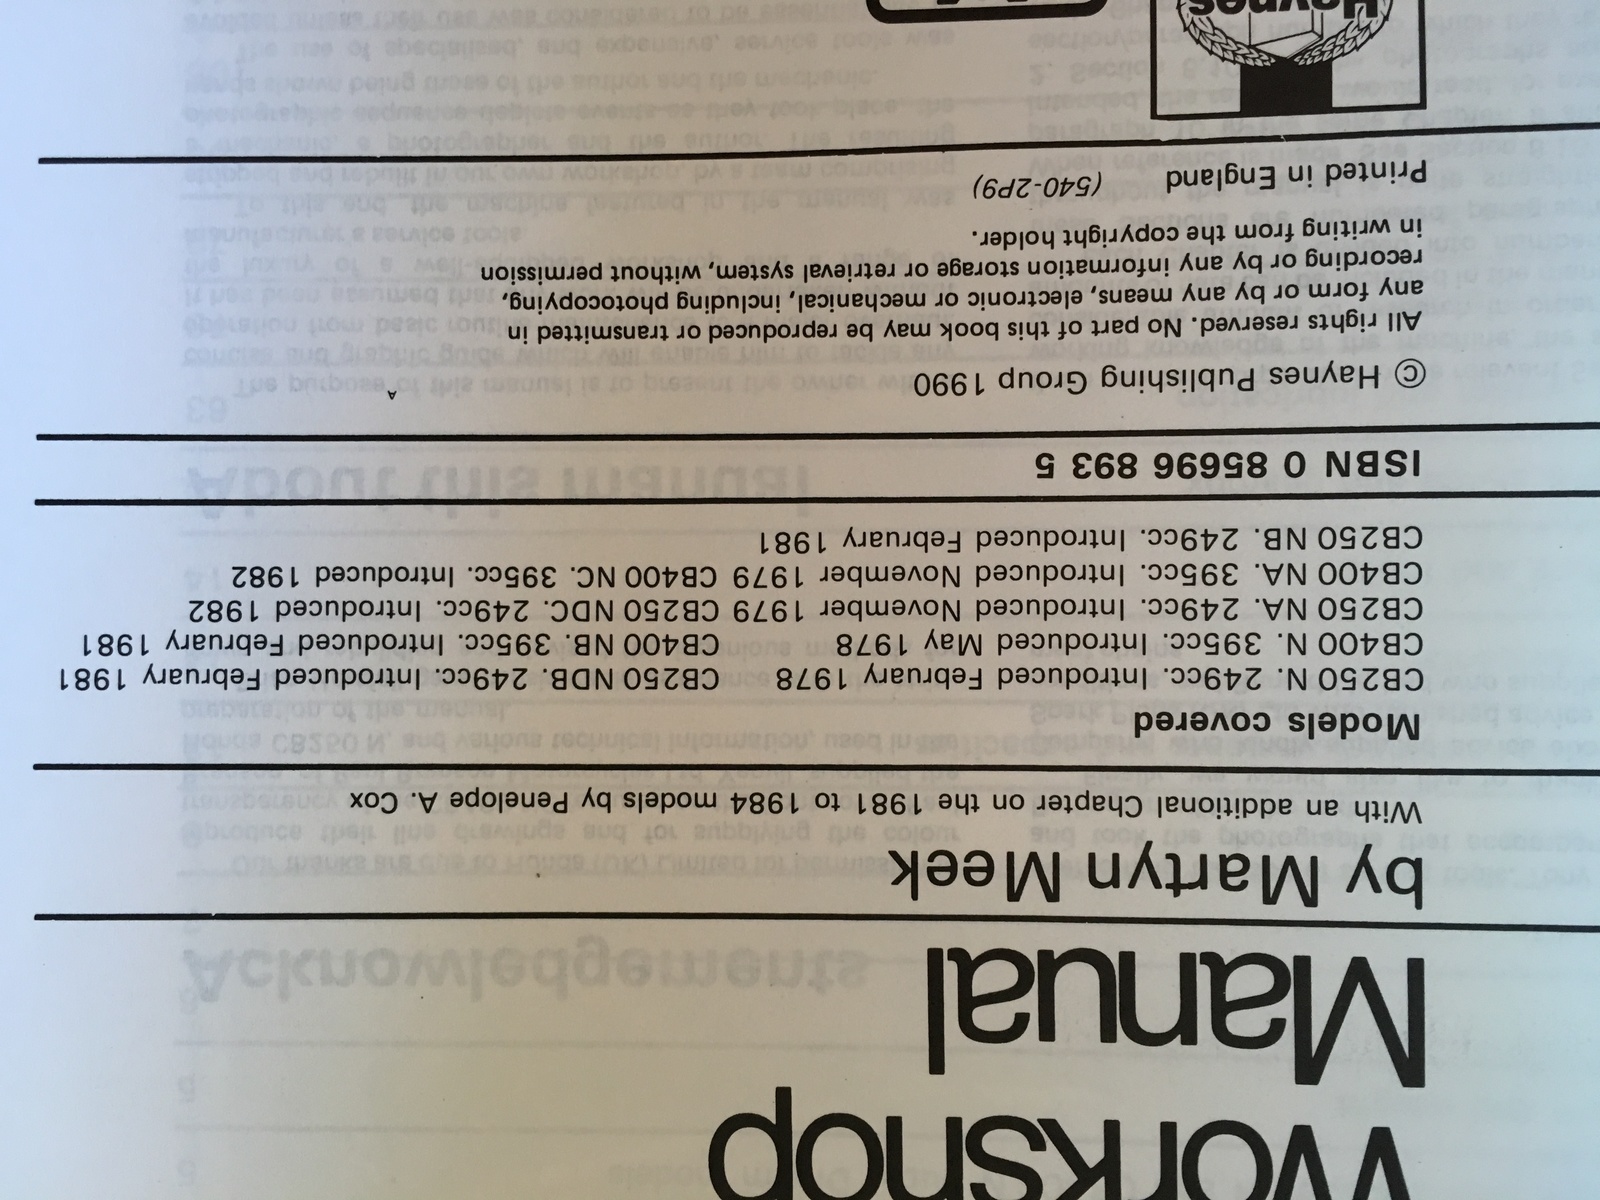 Workshop
Manual
by Martyn Meek
With an additional Chapter on the 1981 to 1984 models by Penelope A. Cox
Models covered
CB250 N. 249cc. Introduced February 1978 CB250 NDB. 249cc. Introduced February 1981
CB400 N. 395cc. Introduced May 1978 CB400 NB. 395cc. Introduced February 1981
CB250 NA. 249cc. Introduced November 1979 CB250 NDC. 249cc. Introduced 1982
CB400 NA. 395cc. Introduced November 1979 CB400 NC. 395cc. Introduced 1982
CB250 NB. 249cc. Introduced February 1981
ISBN 0 85696 893 5
© Haynes Publishing Group 1990
A
All rights reserved. No part of this book may be reproduced or transmitted in
any form or by any means, electronic or mechanical, including photocopying,
recording or by any information storage or retrieval system, without permission
in writing from the copyright holder.
Printed in England (540-2P9)
Haynes